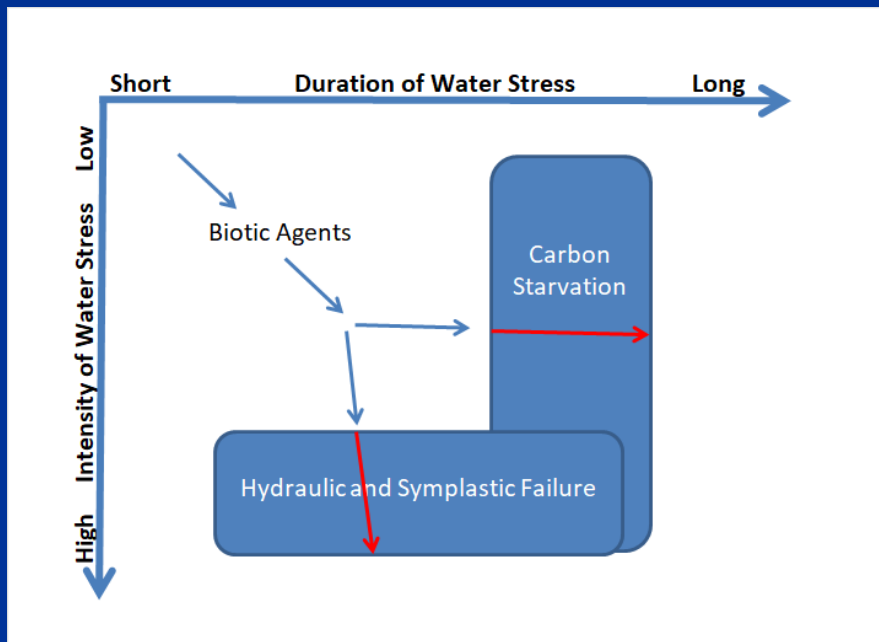 Short Duration of Water Stress Long
High Intensity of Water Stress Low
Biotic Agents
Carbon
Starvation
Hydraulic and Symplastic Failure